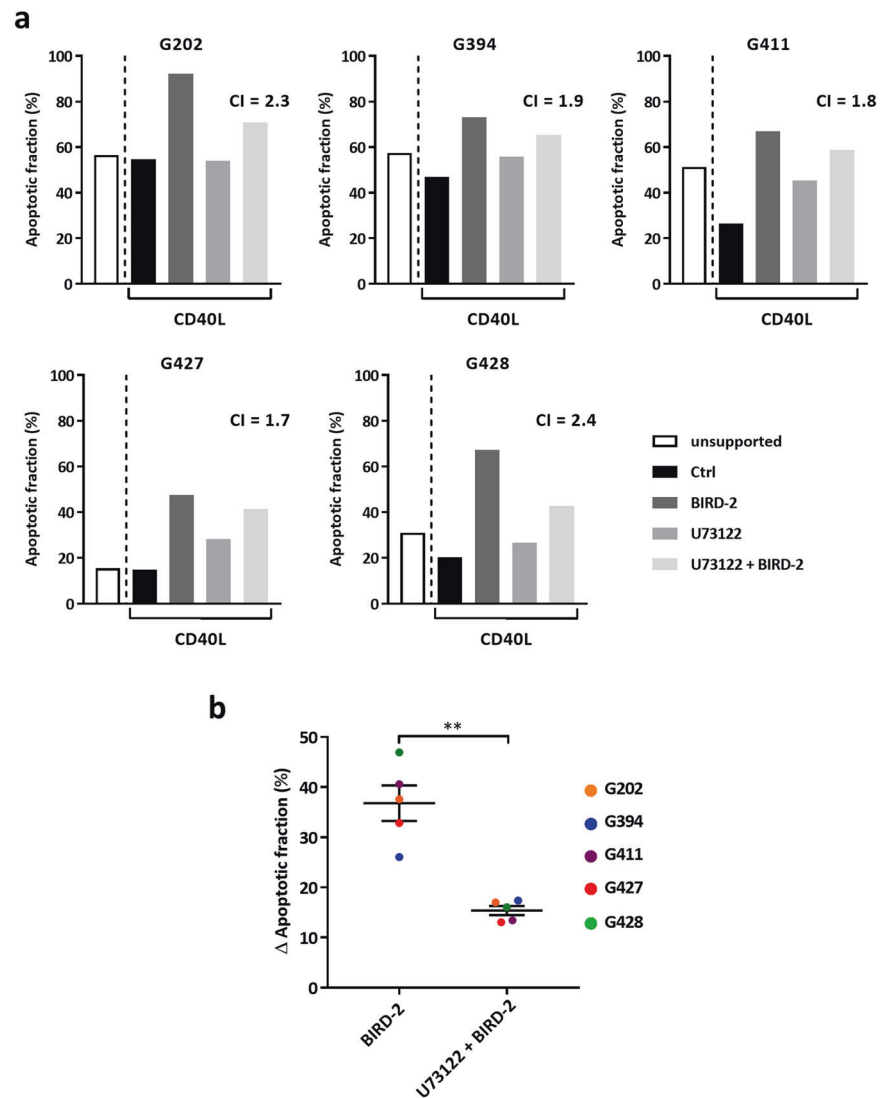 a
G202
Apoptotic fraction (%)
100
80
60
40
20
0
CI = 2.3
CD40L
G394
Apoptotic fraction (%)
100
80
60
40
20
0
CI = 1.9
CD40L
G411
Apoptotic fraction (%)
100
80
60
40
20
0
CI = 1.8
CD40L
G427
Apoptotic fraction (%)
100
80
60
40
20
0
CI = 1.7
CD40L
G428
Apoptotic fraction (%)
100
80
60
40
20
0
CI = 2.4
CD40L
unsupported
Ctrl
BIRD-2
U73122
U73122 + BIRD-2
b
Δ Apoptotic fraction (%)
50
40
30
20
10
0
**
BIRD-2
U73122 + BIRD-2
G202
G394
G411
G427
G428